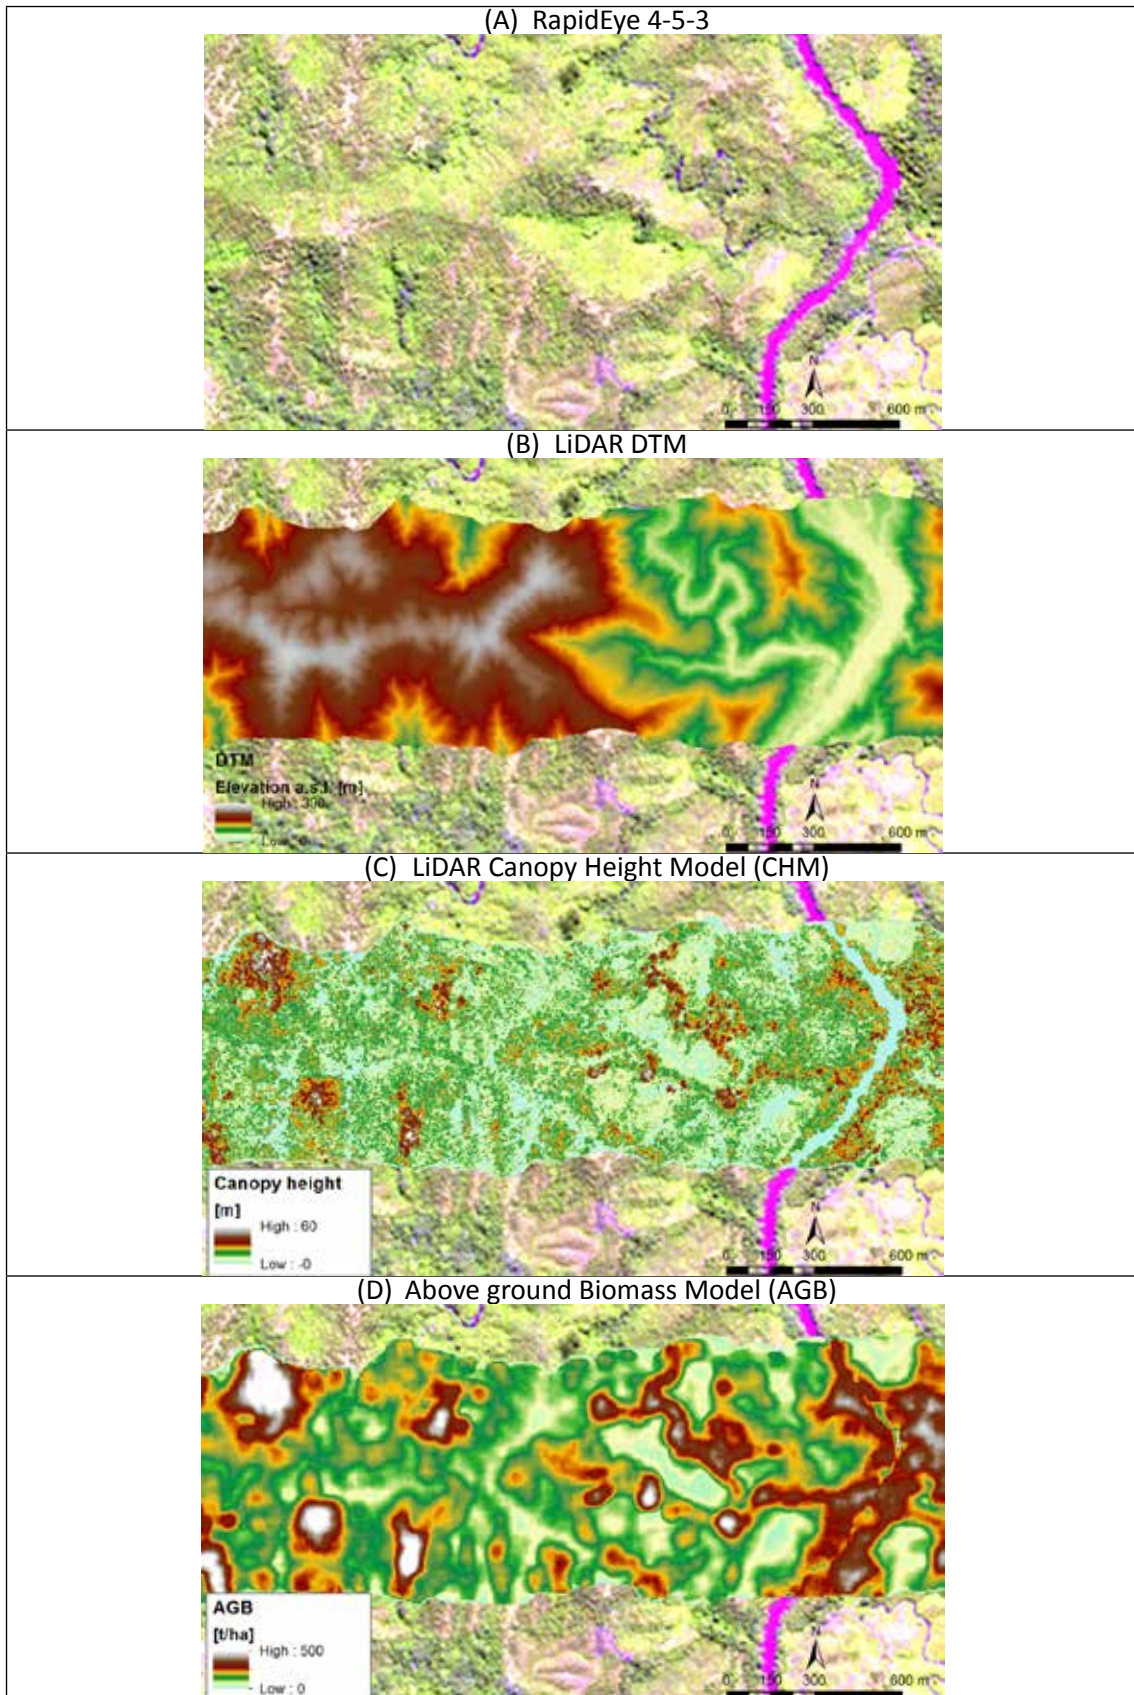 (A) RapidEye 4-5-3
N
0 150 300 600 m
(B) LiDAR DTM
DTM
Elevation a.s.l. [m]
High :
Low : 0
N
0 150 300 600 m
(C) LiDAR Canopy Height Model (CHM)
Canopy height
[m]
High : 60
Low : -0
N
0 150 300 600 m
(D) Above ground Biomass Model (AGB)
AGB
[t/ha]
High : 500
Low : 0
N
0 150 300 600 m